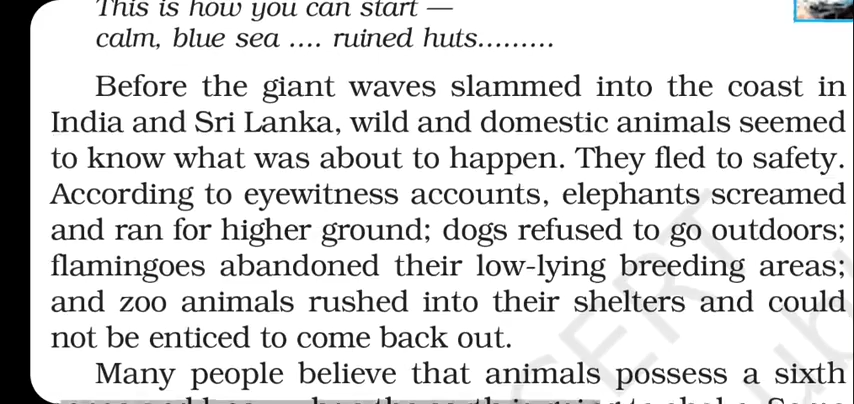 This is how you can start —
calm, blue sea .... ruined huts.........
Before the giant waves slammed into the coast in
India and Sri Lanka, wild and domestic animals seemed
to know what was about to happen. They fled to safety.
According to eyewitness accounts, elephants screamed
and ran for higher ground; dogs refused to go outdoors;
flamingoes abandoned their low-lying breeding areas;
and zoo animals rushed into their shelters and could
not be enticed to come back out.
Many people believe that animals possess a sixth